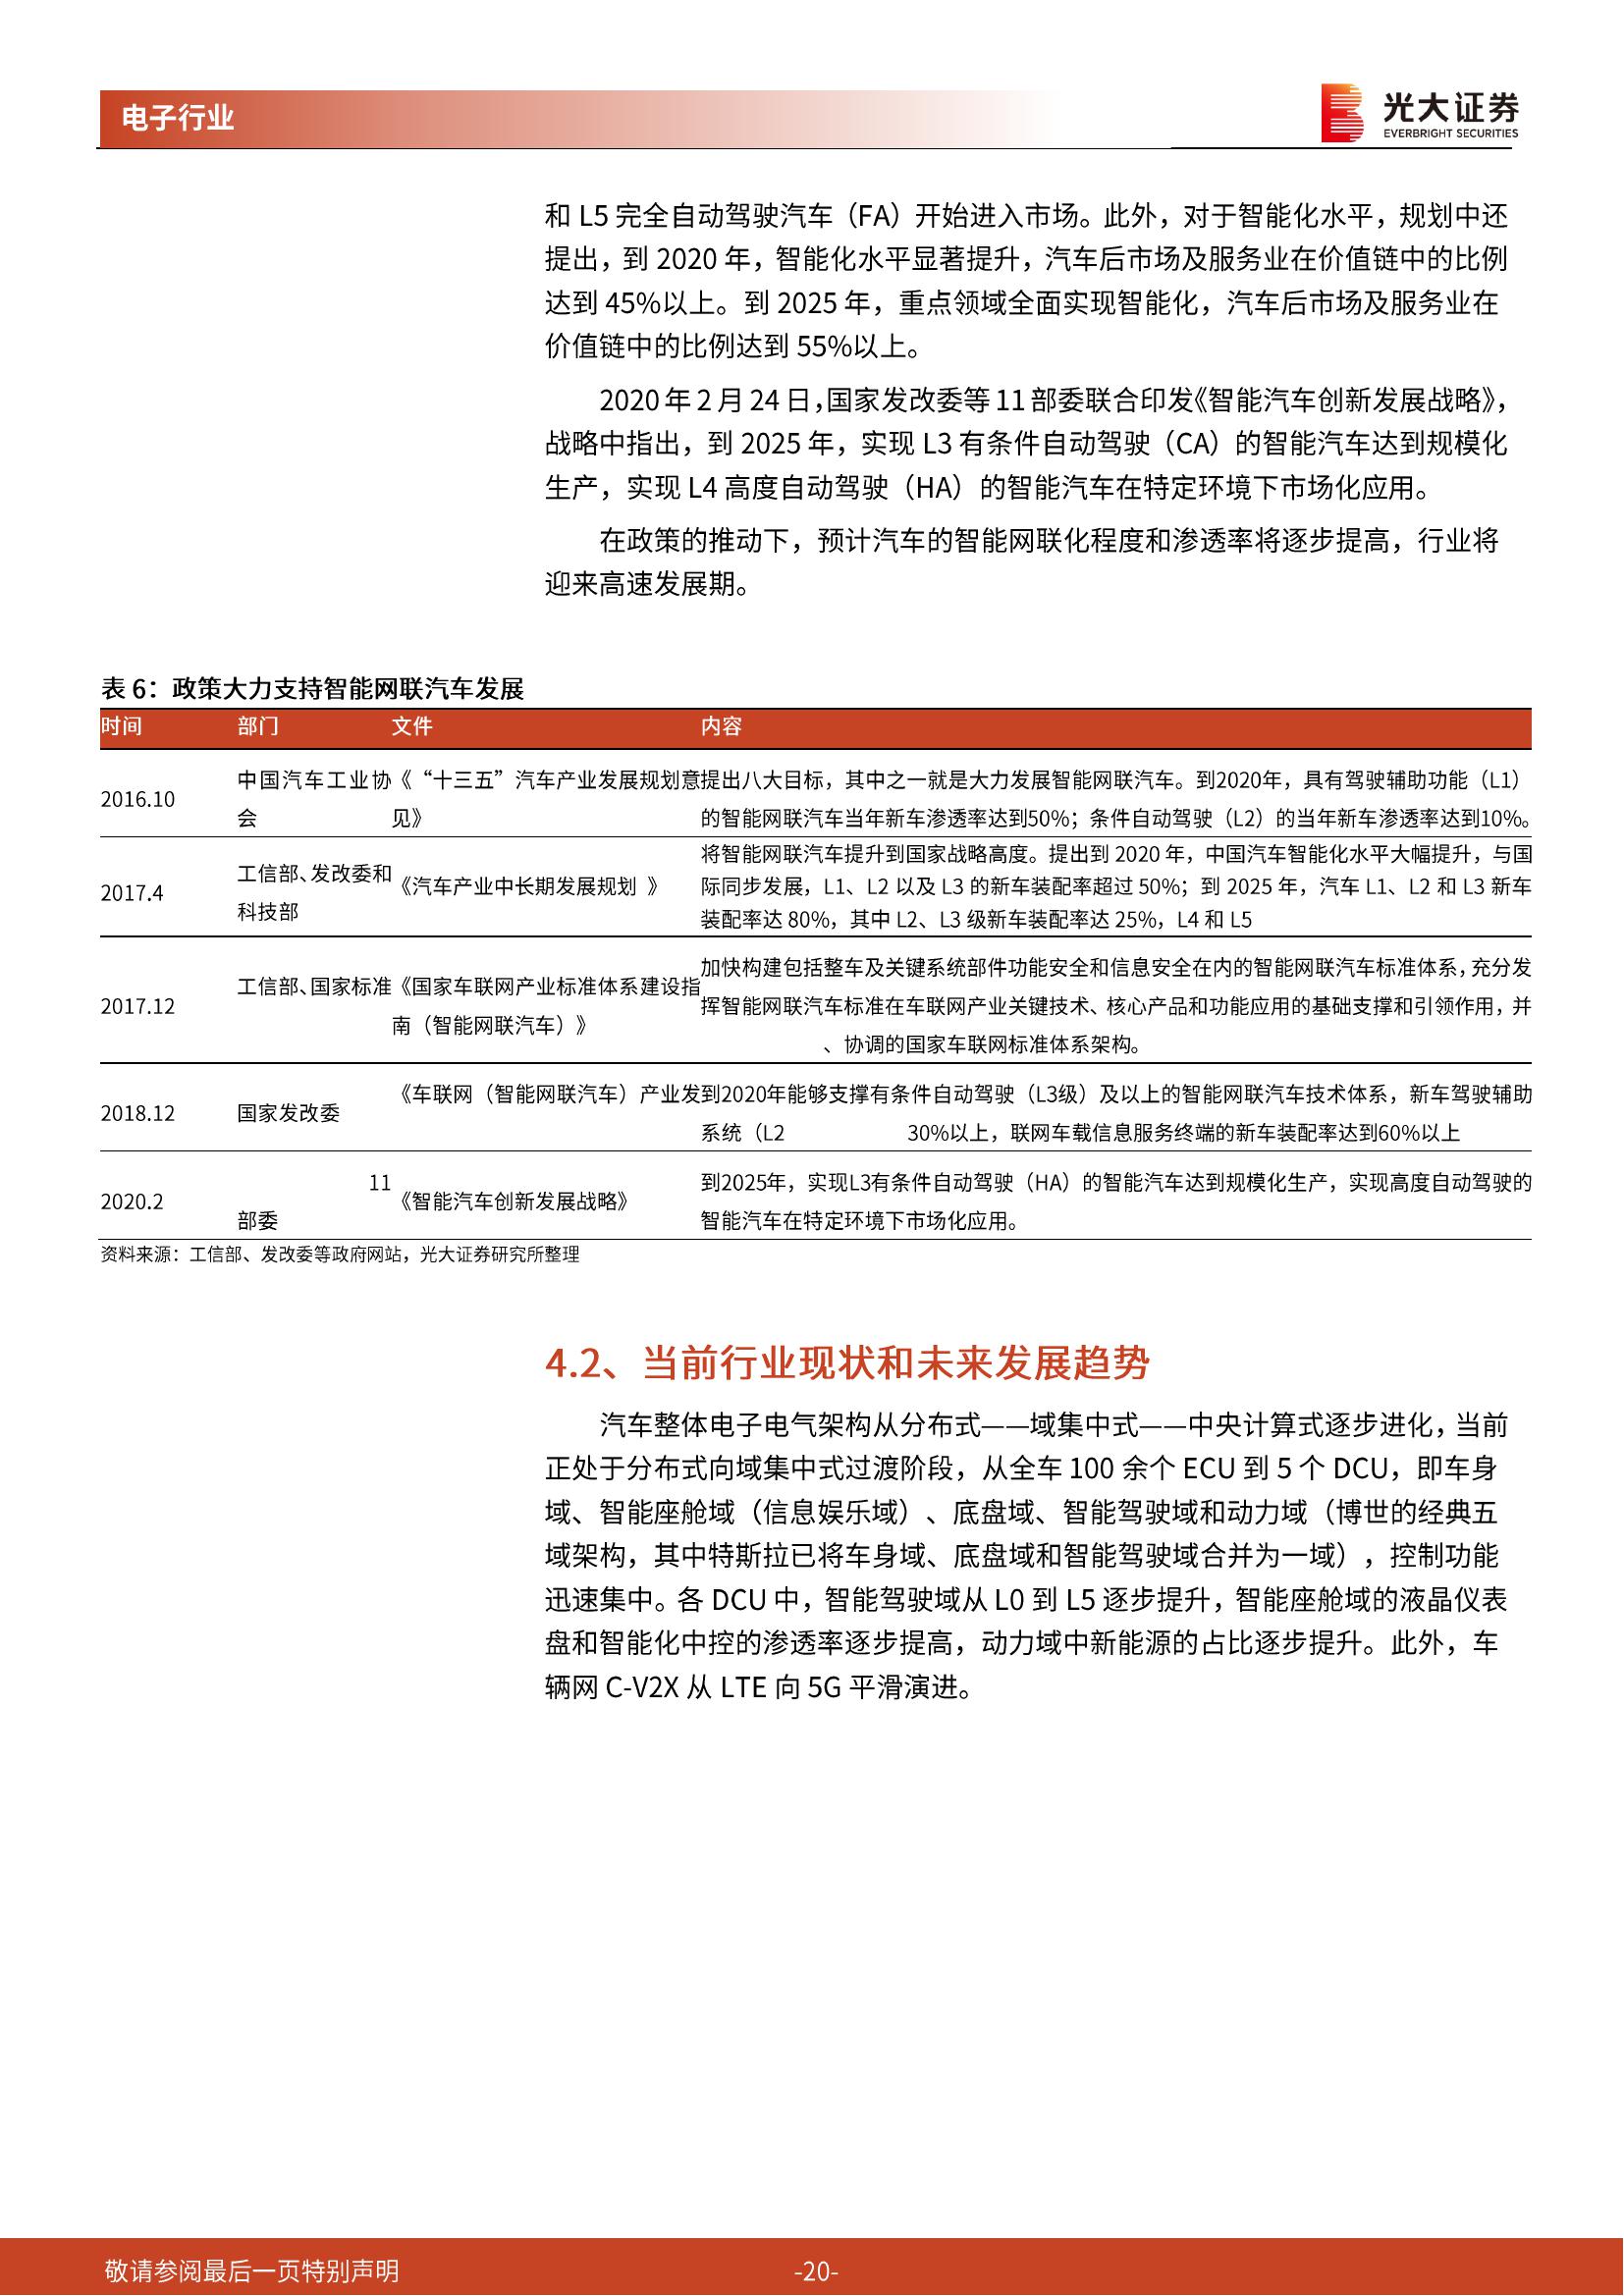 电子行业
光大证券
EVERBRIGHT SECURITIES
和 L5 完全自动驾驶汽车（FA）开始进入市场。此外，对于智能化水平，规划中还
提出，到 2020 年，智能化水平显著提升，汽车后市场及服务业在价值链中的比例
达到 45%以上。到 2025 年，重点领域全面实现智能化，汽车后市场及服务业在
价值链中的比例达到 55%以上。
2020 年 2 月 24 日，国家发改委等 11 部委联合印发《智能汽车创新发展战略》，
战略中指出，到 2025 年，实现 L3 有条件自动驾驶（CA）的智能汽车达到规模化
生产，实现 L4 高度自动驾驶（HA）的智能汽车在特定环境下市场化应用。
在政策的推动下，预计汽车的智能网联化程度和渗透率将逐步提高，行业将
迎来高速发展期。
表 6：政策大力支持智能网联汽车发展
时间 部门 文件 内容
2016.10
中国汽车工业协
会
《“十三五”汽车产业发展规划意
见》
提出八大目标，其中之一就是大力发展智能网联汽车。到2020年，具有驾驶辅助功能（L1）
的智能网联汽车当年新车渗透率达到50%；条件自动驾驶（L2）的当年新车渗透率达到10%。
2017.4
工信部、发改委和
科技部
《汽车产业中长期发展规划 》
将智能网联汽车提升到国家战略高度。提出到 2020 年，中国汽车智能化水平大幅提升，与国
际同步发展，L1、L2 以及 L3 的新车装配率超过 50%；到 2025 年，汽车 L1、L2 和 L3 新车
装配率达 80%，其中 L2、L3 级新车装配率达 25%，L4 和 L5
2017.12
工信部、国家标准
《国家车联网产业标准体系建设指
南（智能网联汽车）》
加快构建包括整车及关键系统部件功能安全和信息安全在内的智能网联汽车标准体系，充分发
挥智能网联汽车标准在车联网产业关键技术、核心产品和功能应用的基础支撑和引领作用，并
、协调的国家车联网标准体系架构。
2018.12
国家发改委
《车联网（智能网联汽车）产业发
到2020年能够支撑有条件自动驾驶（L3级）及以上的智能网联汽车技术体系，新车驾驶辅助
系统（L2 30%以上，联网车载信息服务终端的新车装配率达到60%以上
2020.2
11
部委
《智能汽车创新发展战略》
到2025年，实现L3有条件自动驾驶（HA）的智能汽车达到规模化生产，实现高度自动驾驶的
智能汽车在特定环境下市场化应用。
资料来源：工信部、发改委等政府网站，光大证券研究所整理
4.2、当前行业现状和未来发展趋势
汽车整体电子电气架构从分布式——域集中式——中央计算式逐步进化，当前
正处于分布式向域集中式过渡阶段，从全车 100 余个 ECU 到 5 个 DCU，即车身
域、智能座舱域（信息娱乐域）、底盘域、智能驾驶域和动力域（博世的经典五
域架构，其中特斯拉已将车身域、底盘域和智能驾驶域合并为一域），控制功能
迅速集中。各 DCU 中，智能驾驶域从 L0 到 L5 逐步提升，智能座舱域的液晶仪表
盘和智能化中控的渗透率逐步提高，动力域中新能源的占比逐步提升。此外，车
辆网 C-V2X 从 LTE 向 5G 平滑演进。
敬请参阅最后一页特别声明
-20-